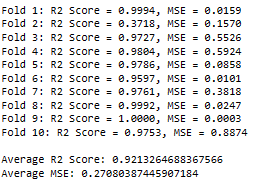 Fold 1: R2 Score = 0.9994, MSE = 0.0159
Fold 2: R2 Score = 0.3718, MSE = 0.1570
Fold 3: R2 Score = 0.9727, MSE = 0.5526
Fold 4: R2 Score = 0.9804, MSE = 0.5924
Fold 5: R2 Score = 0.9786, MSE = 0.0858
Fold 6: R2 Score = 0.9597, MSE = 0.0101
Fold 7: R2 Score = 0.9761, MSE = 0.3818
Fold 8: R2 Score = 0.9992, MSE = 0.0247
Fold 9: R2 Score = 1.0000, MSE = 0.0003
Fold 10: R2 Score = 0.9753, MSE = 0.8874
Average R2 Score: 0.9213264688367566
Average MSE: 0.27080387445907184